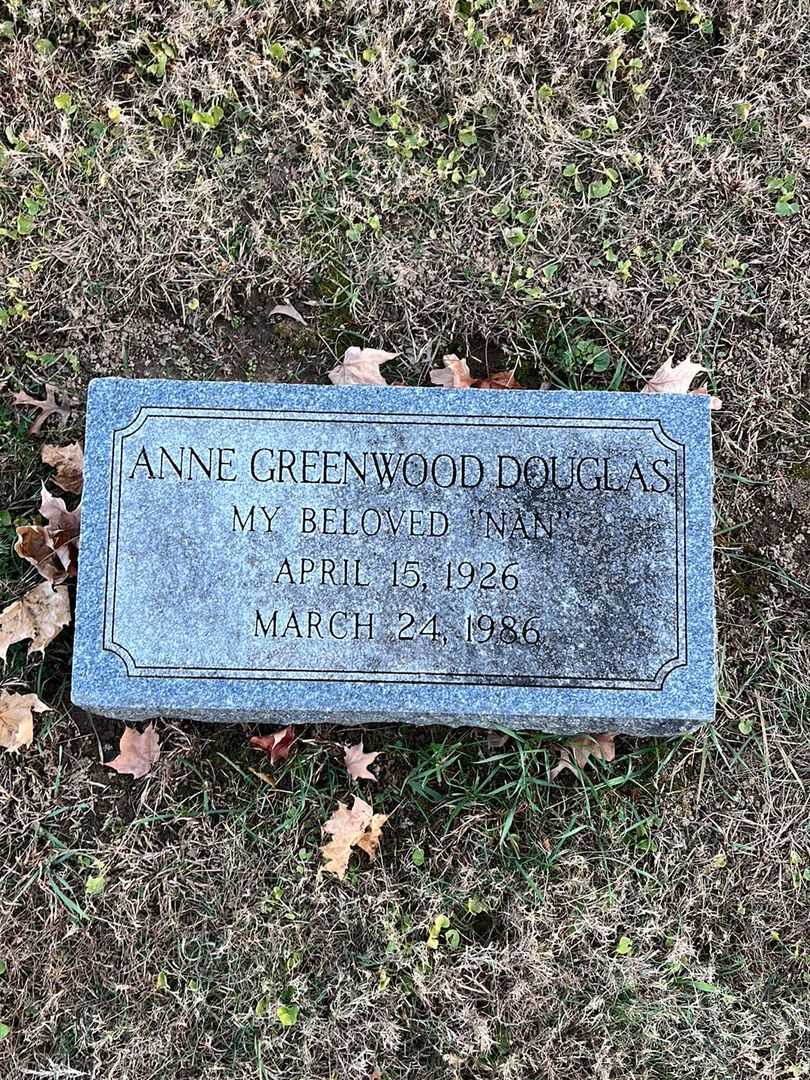 ANNE GREENWOOD DOUGLAS
MY BELOVED "NAN"
APRIL 15, 1926
MARCH 24, 1986